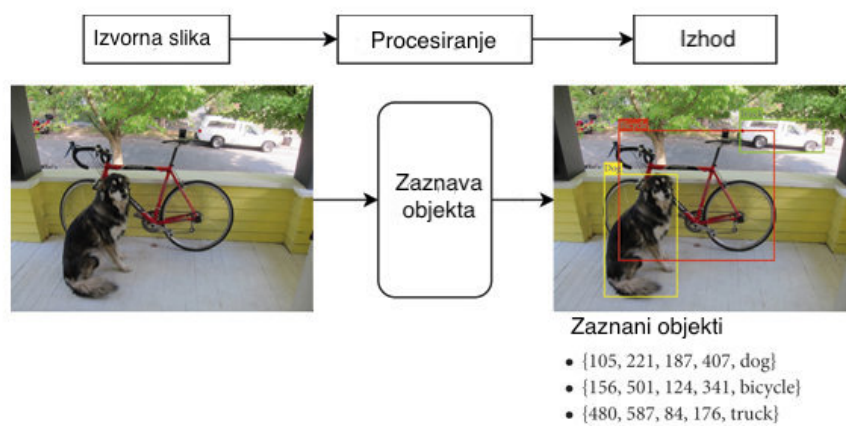 Izvorna slika
Procesiranje
Izhod
Zaznava
objekta
Dog
Zaznani objekti
• {105, 221, 187, 407, dog}
• {156, 501, 124, 341, bicycle}
• {480, 587, 84, 176, truck}